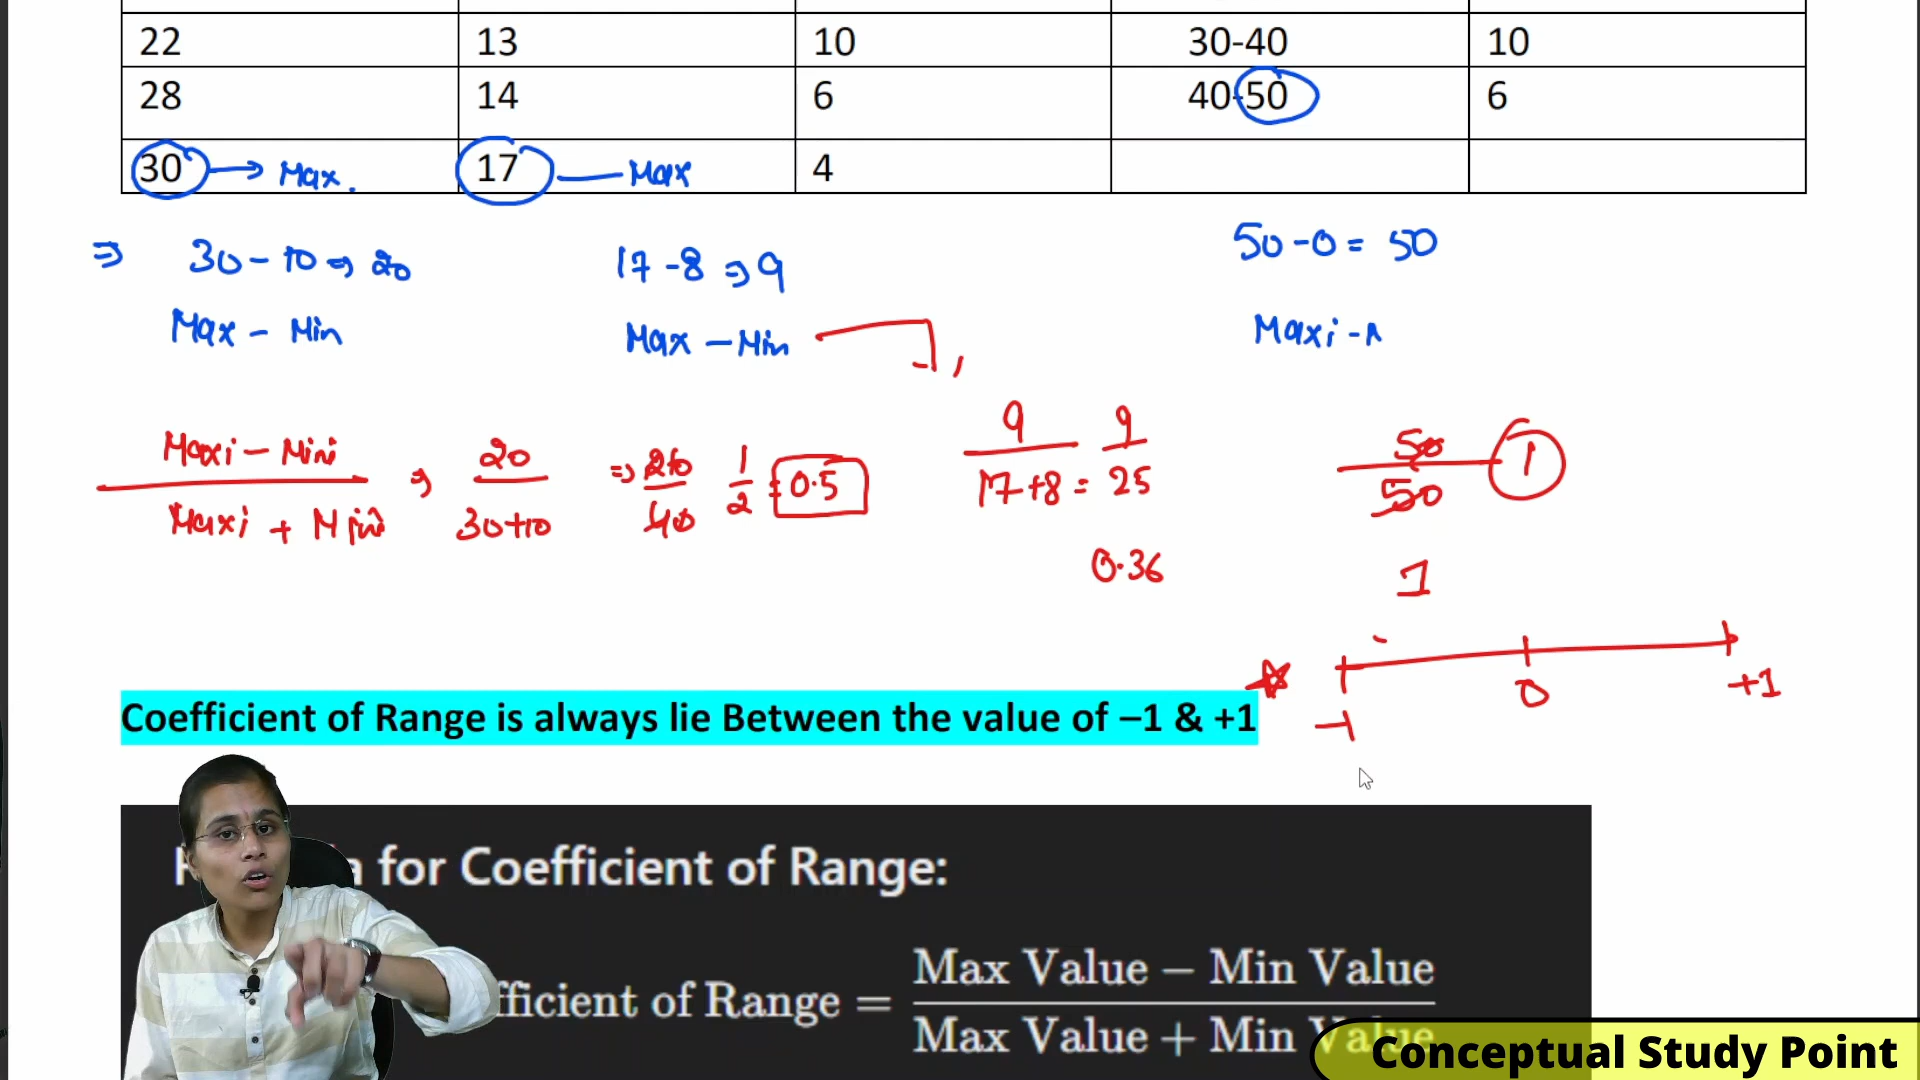 22 13 10 30-40 10
28 14 6 40-50 6
30 → Max. 17 — Max 4
⇒ 30 - 10 ⇒ 20 17 - 8 ⇒ 9 50 - 0 = 50
Max - Min Max - Min Maxi -
Maxi - Mini ⇒ 20 ⇒ 20 1 = 0.5 9 9 50 1
Maxi + Mini 30+10 40 2 17+8 = 25 50
0.36 1
-1 0 +1
Coefficient of Range is always lie Between the value of –1 & +1
for Coefficient of Range:
fficient of Range = Max Value − Min Value
Max Value + Min Value
Conceptual Study Point